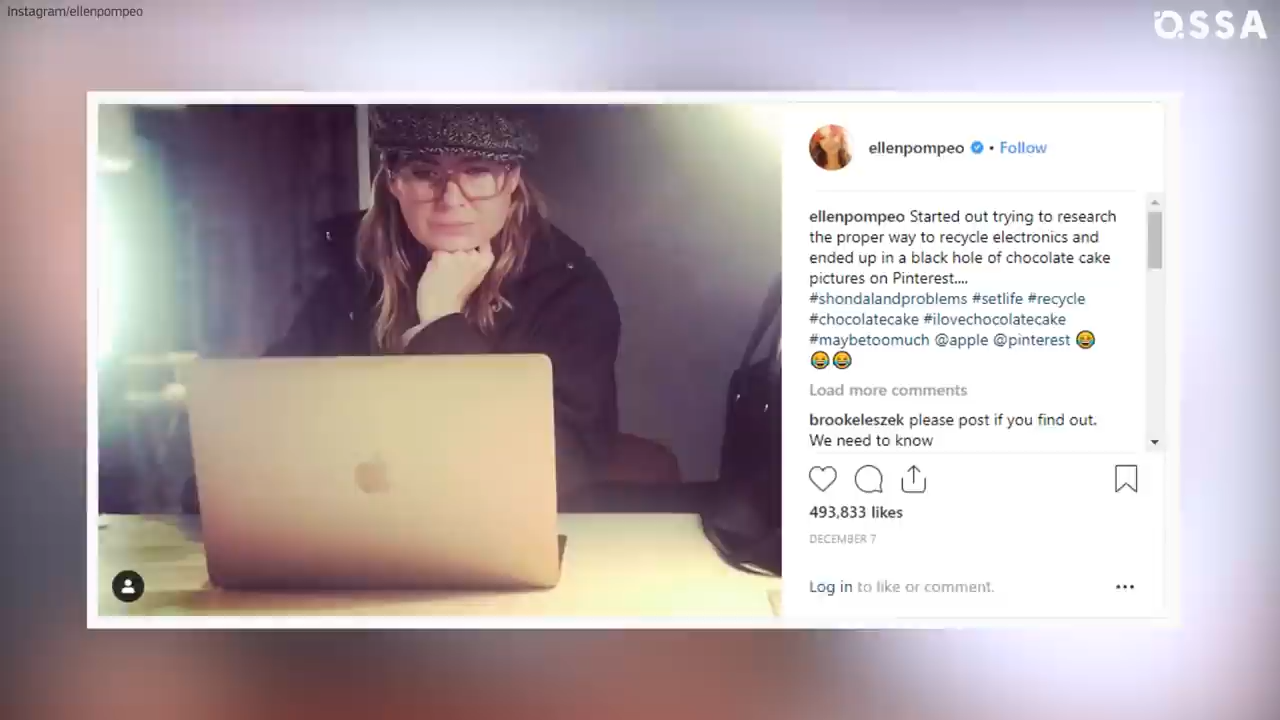 Instagram/ellenpompeo
OSSA
ellenpompeo • Follow
ellenpompeo Started out trying to research
the proper way to recycle electronics and
ended up in a black hole of chocolate cake
pictures on Pinterest....
#shondalandproblems #setlife #recycle
#chocolatecake #ilovechocolatecake
#maybetoomuch @apple @pinterest 😂
😂😂
Load more comments
brookeleszek please post if you find out.
We need to know
493,833 likes
DECEMBER 7
Log in to like or comment.